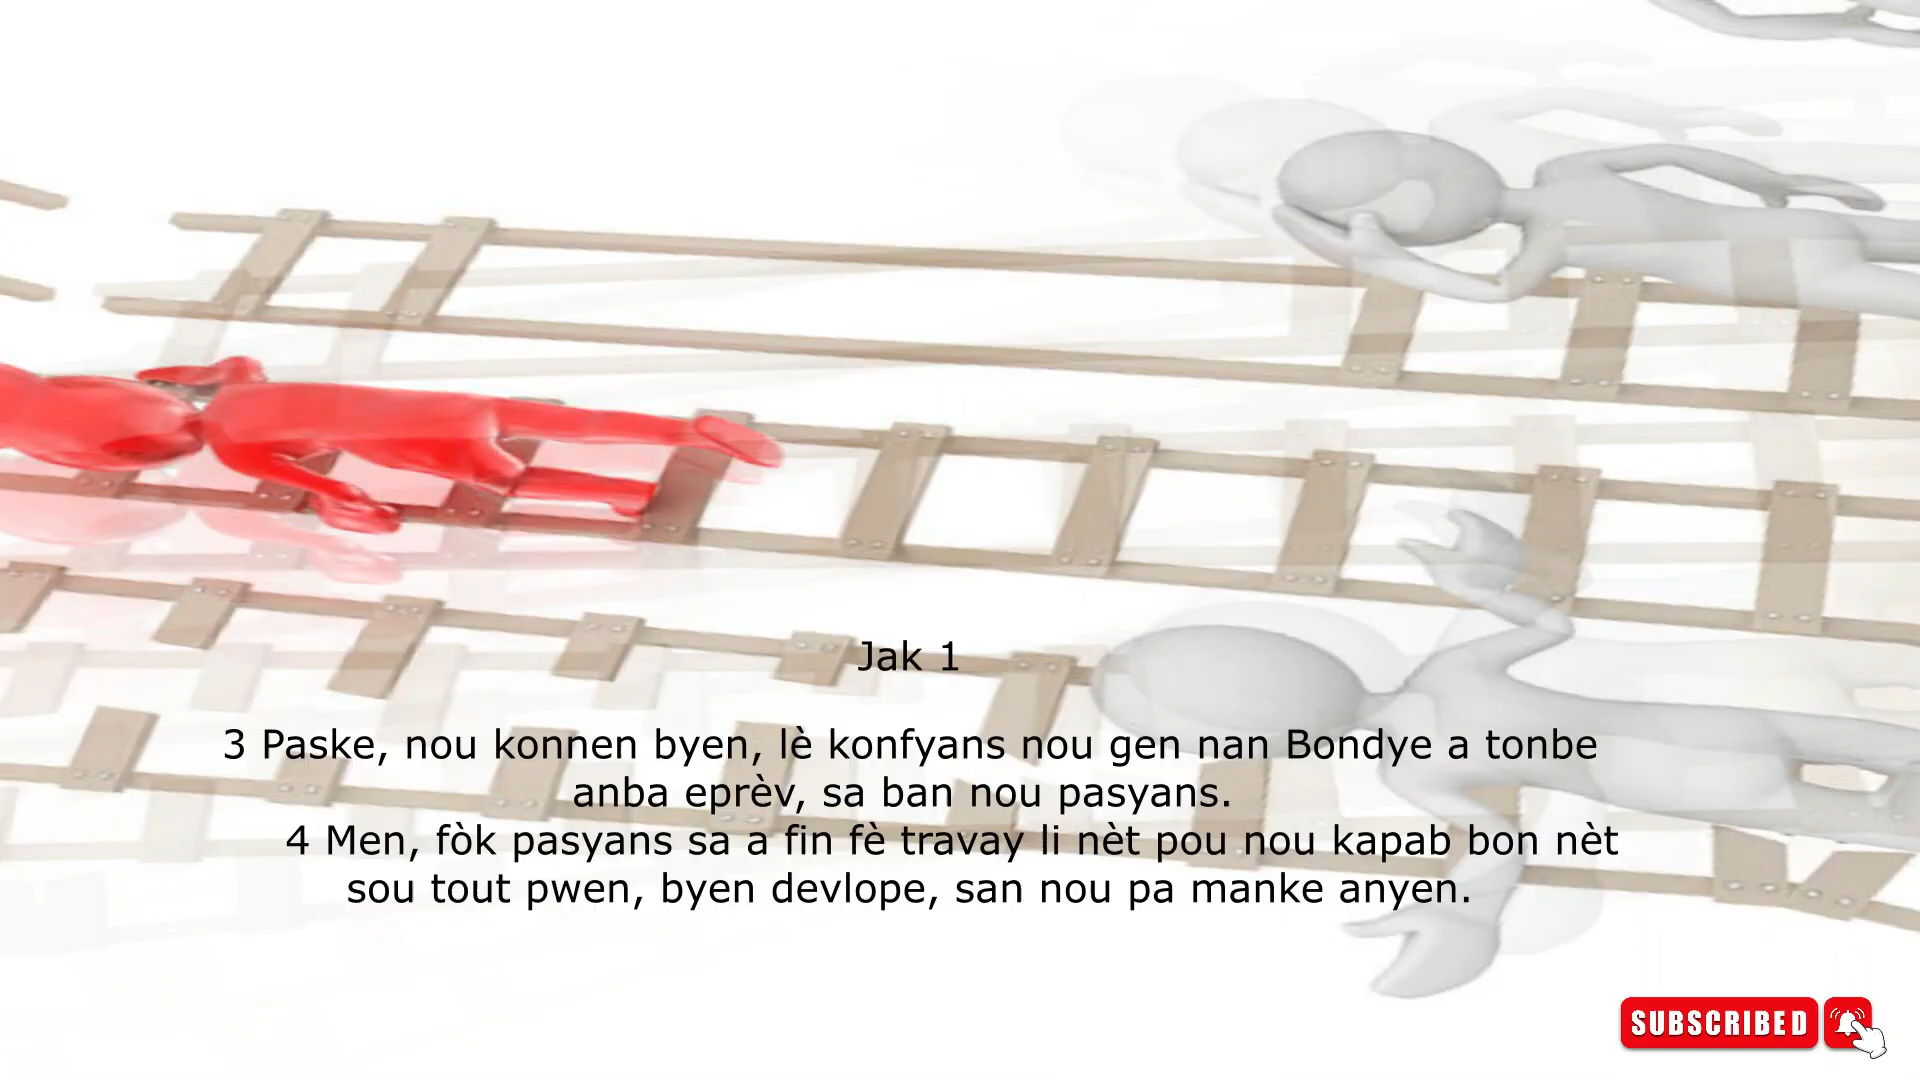 Jak 1
3 Paske, nou konnen byen, lè konfyans nou gen nan Bondye a tonbe
anba eprèv, sa ban nou pasyans.
4 Men, fòk pasyans sa a fin fè travay li nèt pou nou kapab bon nèt
sou tout pwen, byen devlope, san nou pa manke anyen.
SUBSCRIBED